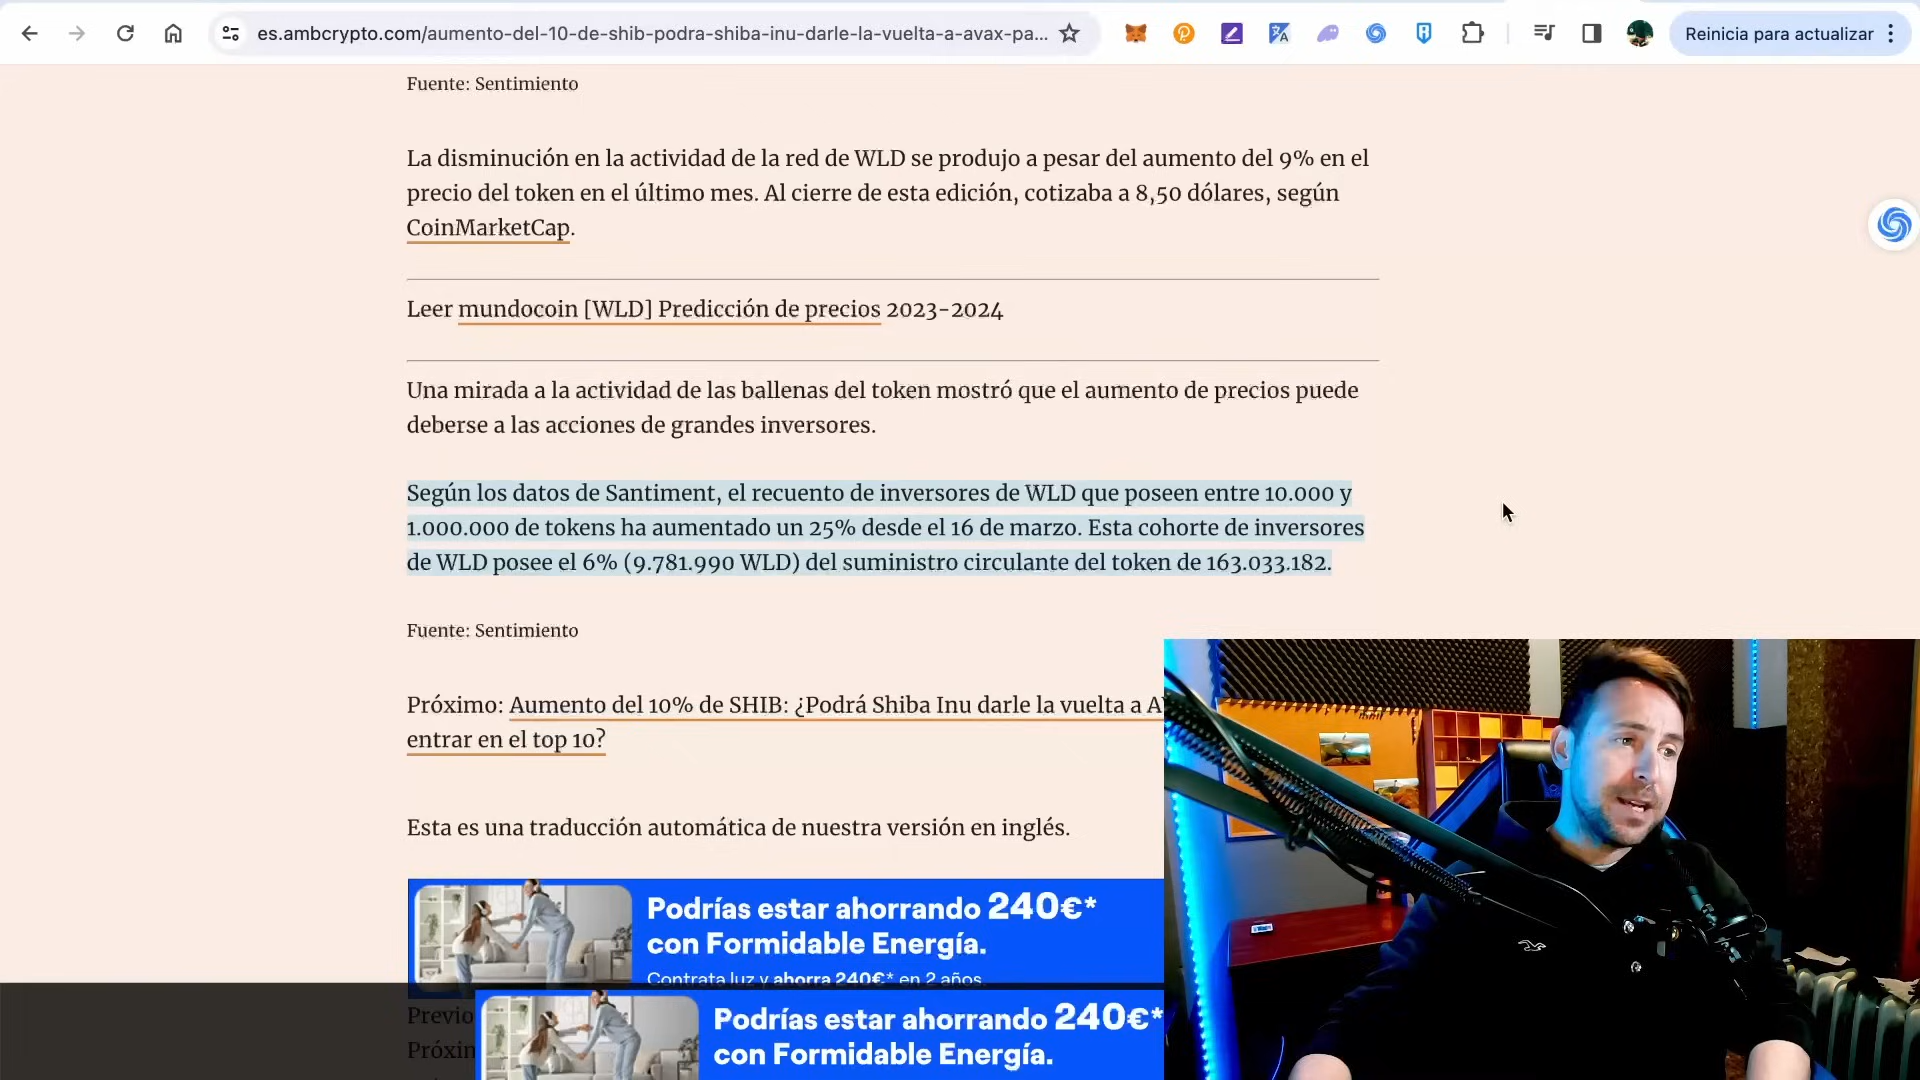 es.ambcrypto.com/aumento-del-10-de-shib-podra-shiba-inu-darle-la-vuelta-a-avax-pa...
Reinicia para actualizar
Fuente: Sentimiento
La disminución en la actividad de la red de WLD se produjo a pesar del aumento del 9% en el
precio del token en el último mes. Al cierre de esta edición, cotizaba a 8,50 dólares, según
CoinMarketCap.
Leer mundocoin [WLD] Predicción de precios 2023-2024
Una mirada a la actividad de las ballenas del token mostró que el aumento de precios puede
deberse a las acciones de grandes inversores.
Según los datos de Santiment, el recuento de inversores de WLD que poseen entre 10.000 y
1.000.000 de tokens ha aumentado un 25% desde el 16 de marzo. Esta cohorte de inversores
de WLD posee el 6% (9.781.990 WLD) del suministro circulante del token de 163.033.182.
Fuente: Sentimiento
Próximo: Aumento del 10% de SHIB: ¿Podrá Shiba Inu darle la vuelta a
entrar en el top 10?
Esta es una traducción automática de nuestra versión en inglés.
Podrías estar ahorrando 240€*
con Formidable Energía.
Contrata luz y ahorra 240€* en 2 años.
Previo
Próxim
Podrías estar ahorrando 240€*
con Formidable Energía.